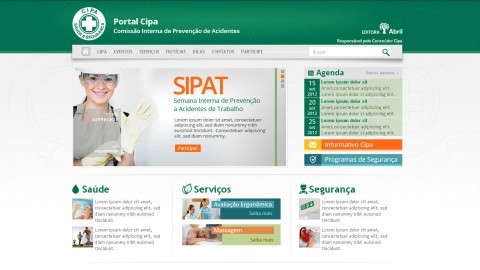 C.I.P.A
SAÚDE E SEGURANÇA
Portal Cipa
Comissão Interna de Prevenção de Acidentes
EDITORA Abril
Responsável pelo Conteúdo: Cipa
CIPA EVENTOS SERVIÇOS NOTÍCIAS DICAS CONTATOS PARTICIPE
Buscar
SIPAT
Semana Interna de Prevenção
a Acidentes de Trabalho
Lorem ipsum dolor sit amet,
consectetuer adipiscing elit, sed
diam nonummy nibh euismod
tincidunt. Consectetuer adipiscing
elit, sed diam nonummy nibh
euismod.
Participe
Agenda
15
set
2012
Lorem ipsum dolor sit
Amet,consectetuer adipiscing
elit, sed diam nonummy nibh
20
set
2012
Lorem ipsum dolor sit
Amet,consectetuer adipiscing
elit, sed diam nonummy nibh
25
set
2012
Lorem ipsum dolor sit
Amet,consectetuer adipiscing
elit, sed diam nonummy nibh
Informativo Cipa
Programas de Segurança
Saúde
Lorem ipsum dolor sit amet,
consectetuer adipiscing elit,
sed diam nonummy nibh
euismod tincidunt.
Lorem ipsum dolor sit amet,
consectetuer adipiscing elit,
sed diam nonummy nibh
euismod tincidunt.
Serviços
Avaliação Ergonômica
Saiba mais
Massagem
Saiba mais
Segurança
Lorem ipsum dolor sit amet,
consectetuer adipiscing elit,
sed diam nonummy nibh
euismod tincidunt.
Lorem ipsum dolor sit amet,
consectetuer adipiscing elit,
sed diam nonummy nibh
euismod tincidunt.